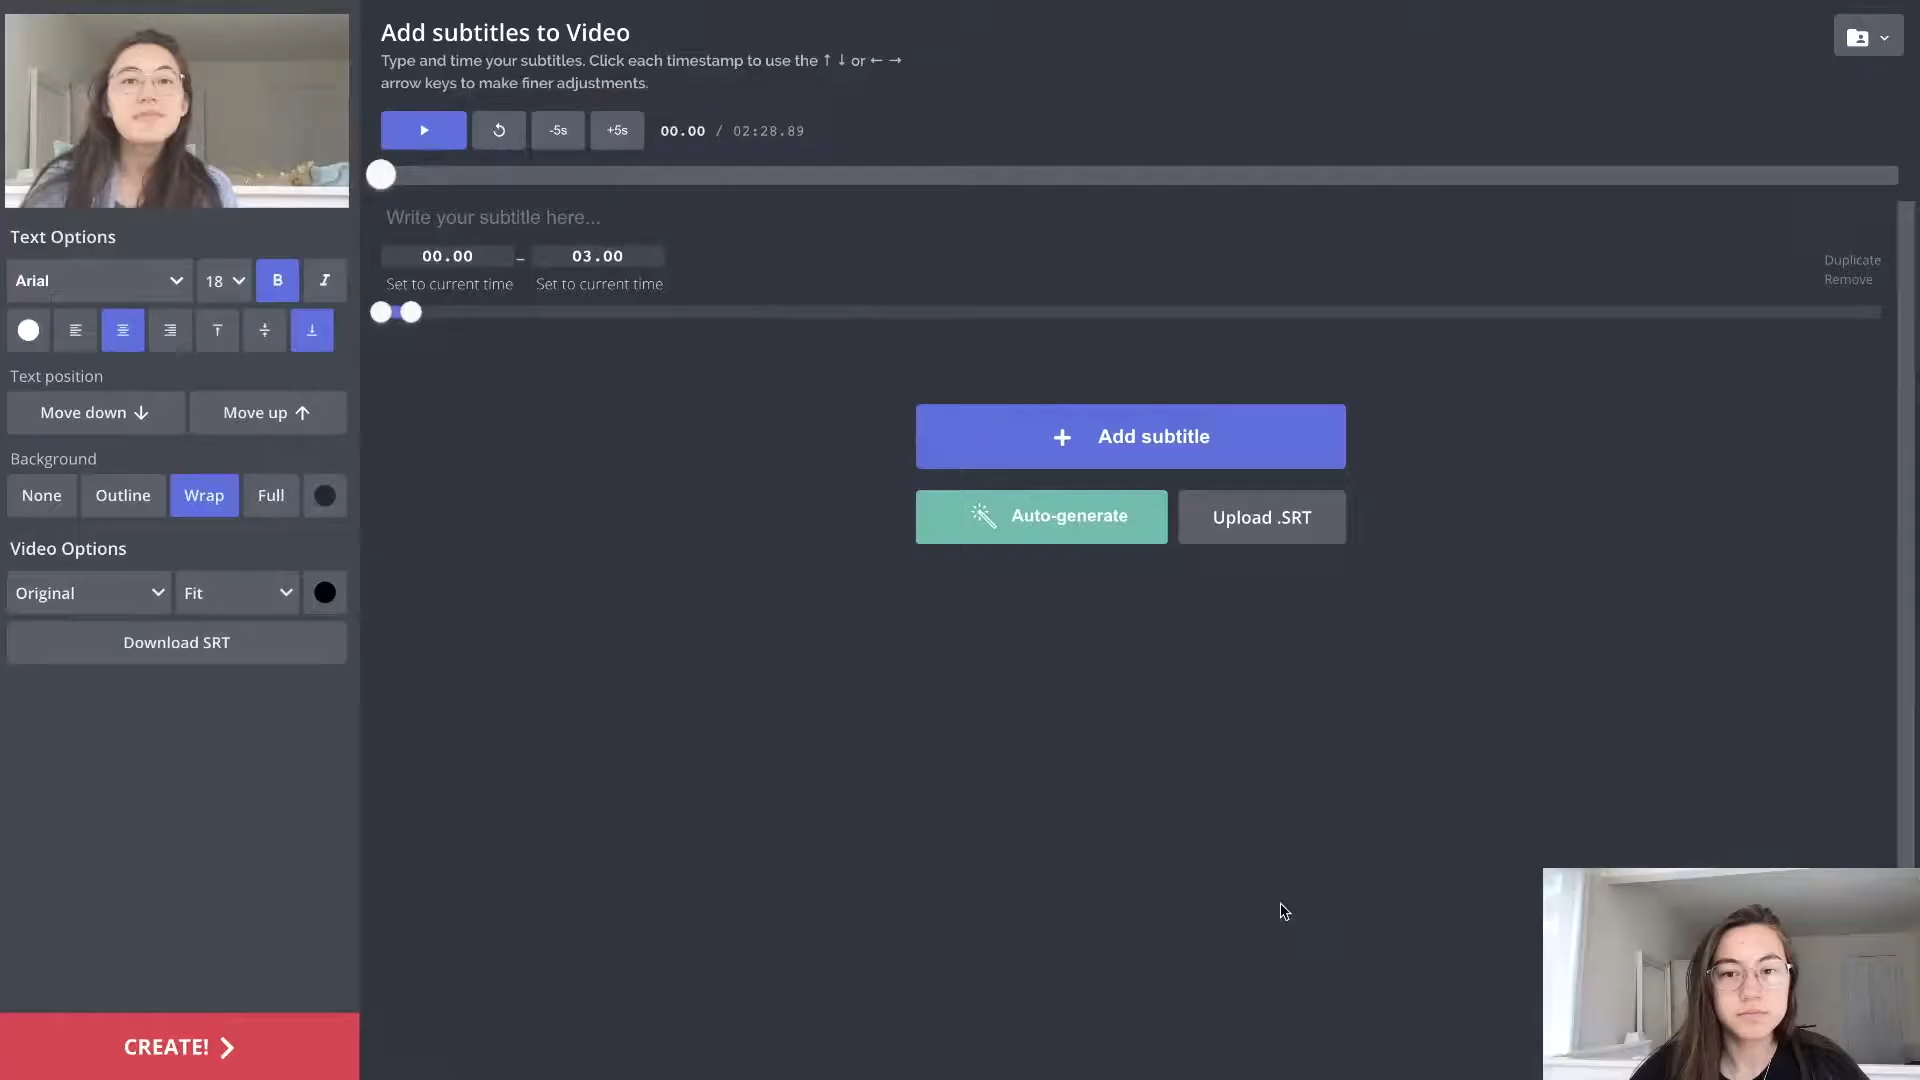 Add subtitles to Video
Type and time your subtitles. Click each timestamp to use the ↑ ↓ or ← →
arrow keys to make finer adjustments.
-5s +5s 00.00 / 02:28.89
Write your subtitle here...
00.00 – 03.00
Set to current time Set to current time
Duplicate
Remove
+ Add subtitle
Auto-generate Upload .SRT
Text Options
Arial 18 B I
Text position
Move down ↓ Move up ↑
Background
None Outline Wrap Full
Video Options
Original Fit
Download SRT
CREATE! >